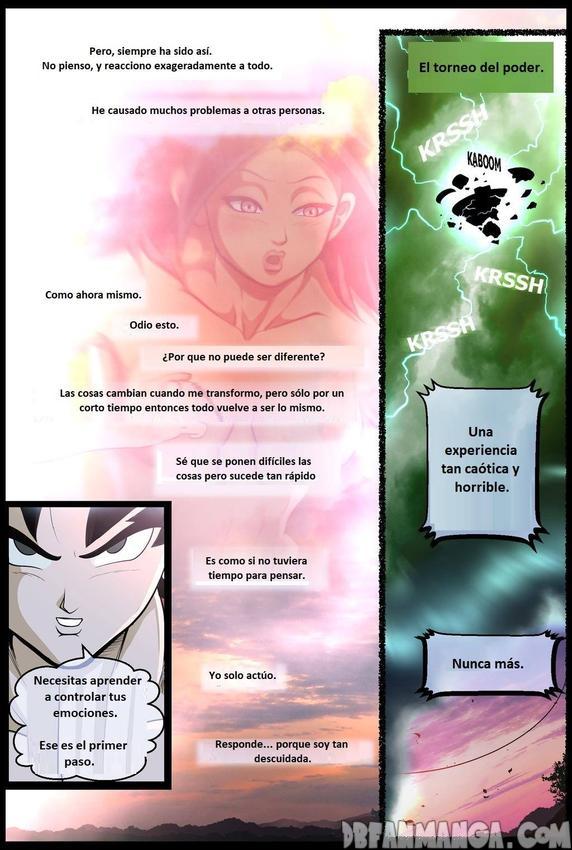 Pero, siempre ha sido así.
No pienso, y reacciono exageradamente a todo.
He causado muchos problemas a otras personas.
Como ahora mismo.
Odio esto.
¿Por que no puede ser diferente?
Las cosas cambian cuando me transformo, pero sólo por un
corto tiempo entonces todo vuelve a ser lo mismo.
Sé que se ponen difíciles las
cosas pero sucede tan rápido
Es como si no tuviera
tiempo para pensar.
Necesitas aprender
a controlar tus
emociones.
Ese es el primer
paso.
Yo solo actúo.
Responde... porque soy tan
descuidada.
El torneo del poder.
KRSSH
KABOOM
KRSSH
KRSSH
Una
experiencia
tan caótica y
horrible.
Nunca más.
DBFANMANGA.COM